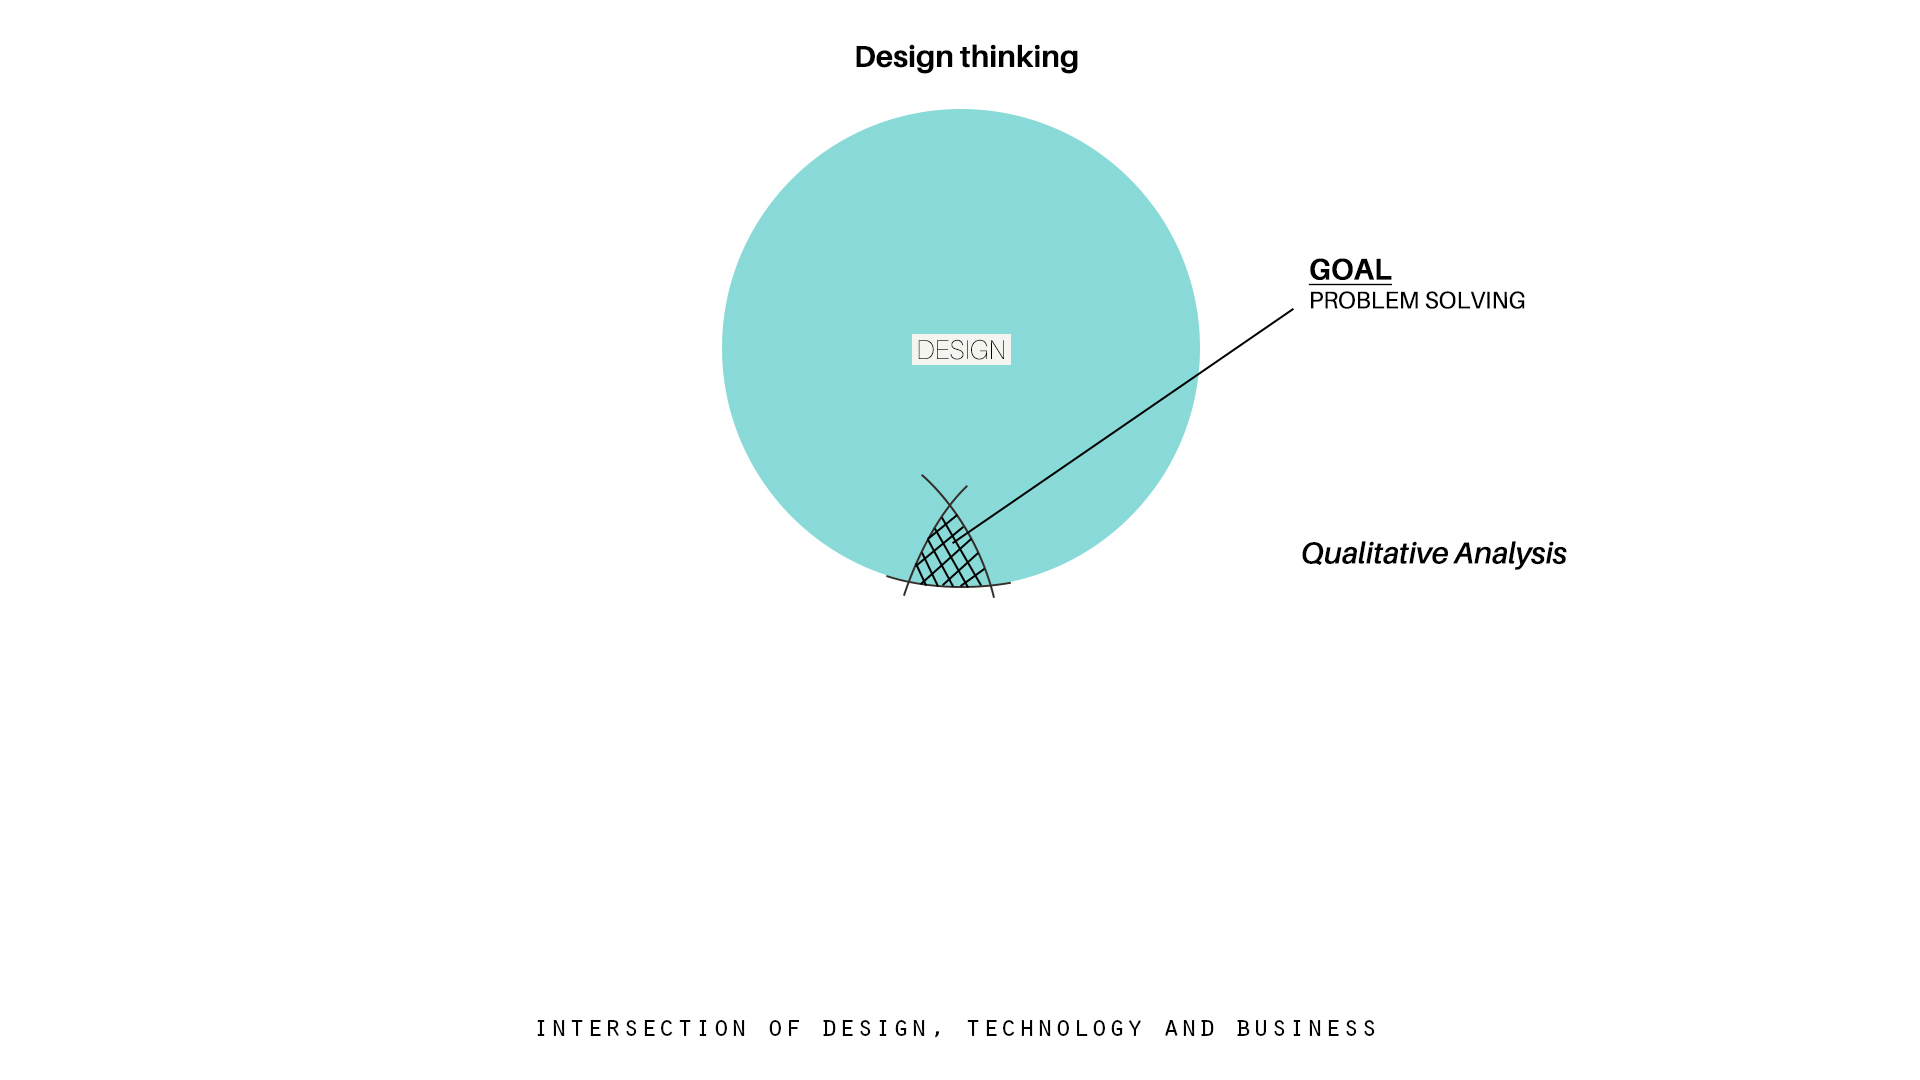 Design thinking
GOAL
PROBLEM SOLVING
DESIGN
Qualitative Analysis
INTERSECTION OF DESIGN, TECHNOLOGY AND BUSINESS